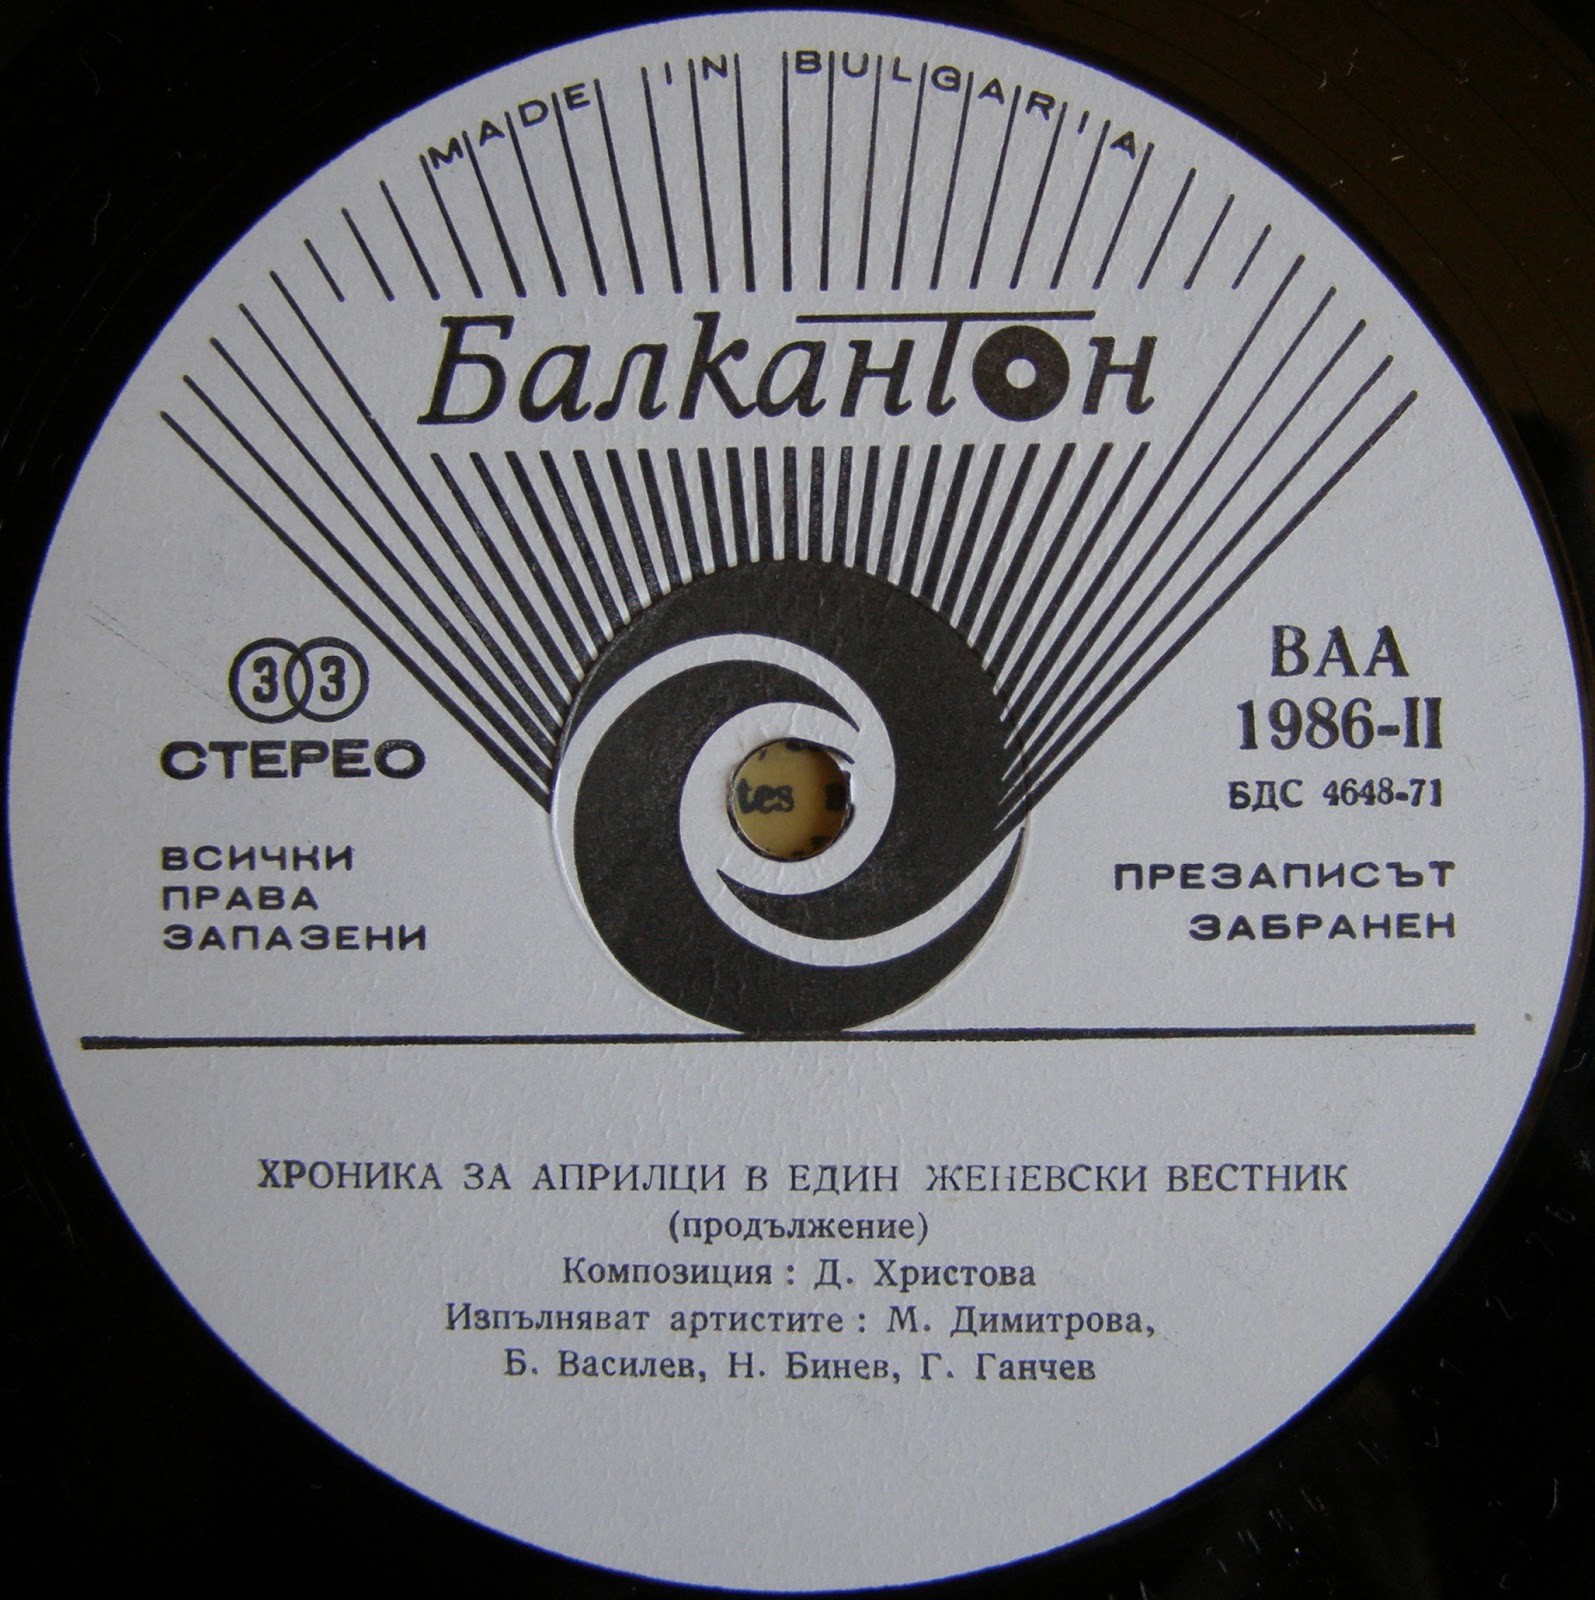 MADE IN BULGARIA
Балкантон
33
СТЕРЕО
ВСИЧКИ
ПРАВА
ЗАПАЗЕНИ
ВАА
1986-II
БДС 4648-71
ПРЕЗАПИСЪТ
ЗАБРАНЕН
tes
ХРОНИКА ЗА АПРИЛЦИ В ЕДИН ЖЕНЕВСКИ ВЕСТНИК
(продължение)
Композиция : Д. Христова
Изпълняват артистите : М. Димитрова,
Б. Василев, Н. Бинев, Г. Ганчев